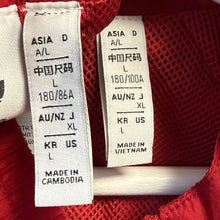 ASIA D
A/L
中国尺码
L
180/86A
AU/NZ J
L XL
KR US
L
MADE IN
CAMBODIA
ASIA D
A/L
中国尺码
L
180/100A
AU/NZ J
L XL
KR US
L
MADE IN
VIETNAM